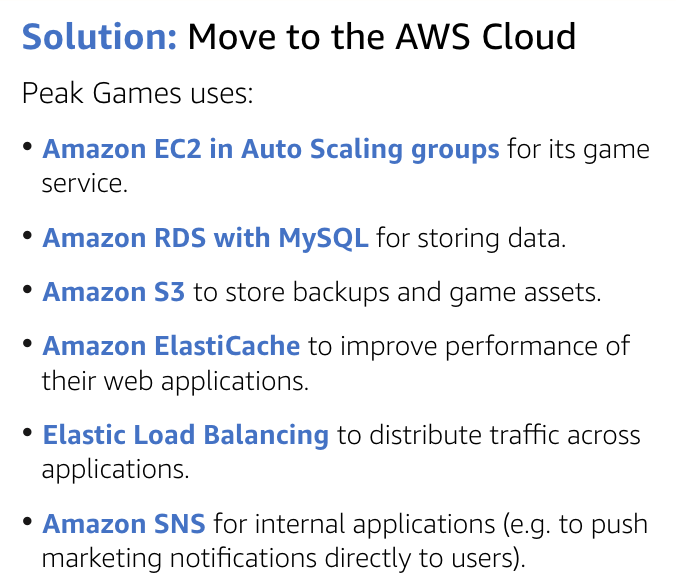 Solution: Move to the AWS Cloud
Peak Games uses:
• Amazon EC2 in Auto Scaling groups for its game
service.
• Amazon RDS with MySQL for storing data.
• Amazon S3 to store backups and game assets.
• Amazon ElastiCache to improve performance of
their web applications.
• Elastic Load Balancing to distribute traffic across
applications.
• Amazon SNS for internal applications (e.g. to push
marketing notifications directly to users).